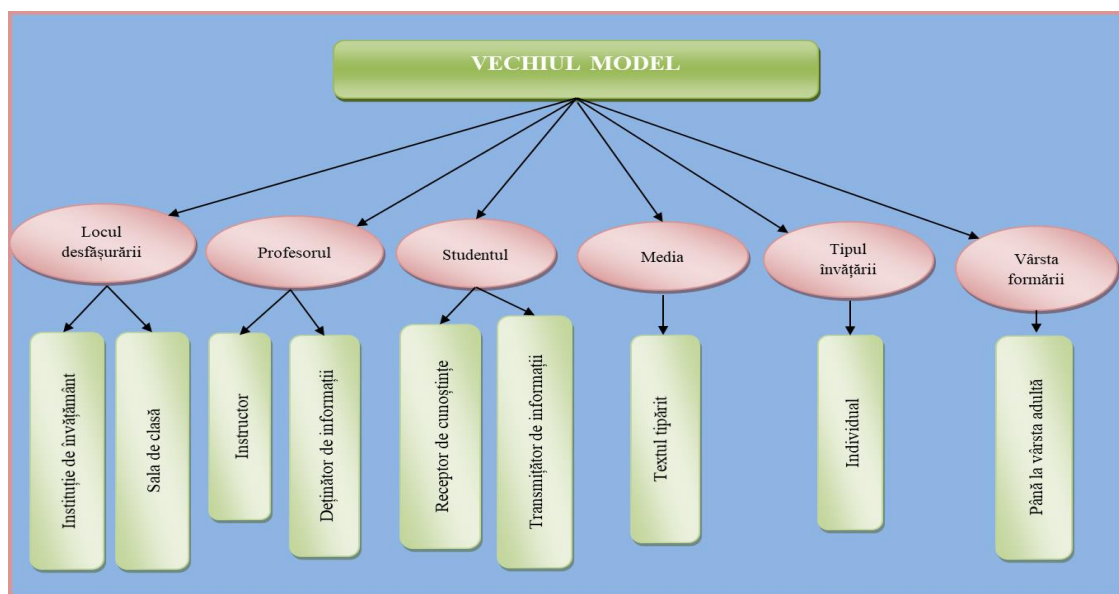 VECHIUL MODEL
Locul
desfășurării
Profesorul
Studentul
Media
Tipul
învățării
Vârsta
formării
Instituție de învățământ
Sala de clasă
Instructor
Deținător de informații
Receptor de cunoștințe
Transmițător de informații
Textul tipărit
Individual
Până la vârsta adultă